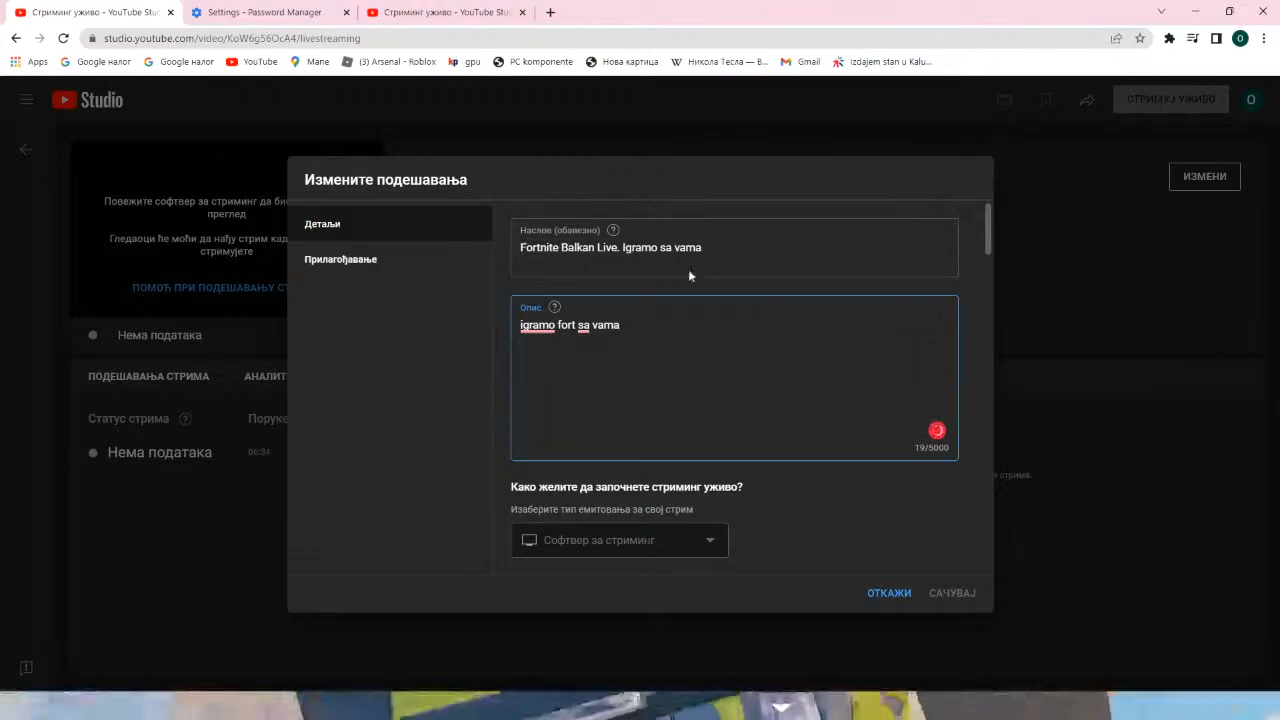 Стриминг уживо - YouTube Stu
Settings - Password Manager
Стриминг уживо - YouTube Stu
studio.youtube.com/video/KoW6g56OcA4/livestreaming
Apps
Google налог
Google налог
YouTube
Мапе
(3) Arsenal - Roblox
kp gpu
PC komponente
Нова картица
Никола Тесла – В...
Gmail
Izdajem stan u Kalu...
Studio
СТРИМУЈ УЖИВО
O
Измените подешавања
ИЗМЕНИ
Повежите софтвер за стриминг да би
преглед
Гледаоци ће моћи да нађу стрим кад
стримујете
ПОМОЋ ПРИ ПОДЕШАВАЊУ СТ
Нема података
ПОДЕШАВАЊА СТРИМА
АНАЛИТ
Статус стрима
Поруке
Нема података
06:34
Детаљи
Прилагођавање
Наслов (обавезно)
Fortnite Balkan Live. Igramo sa vama
Опис
igramo fort sa vama
19/5000
е стрима.
Како желите да започнете стриминг уживо?
Изаберите тип емитовања за свој стрим
Софтвер за стриминг
ОТКАЖИ
САЧУВАЈ